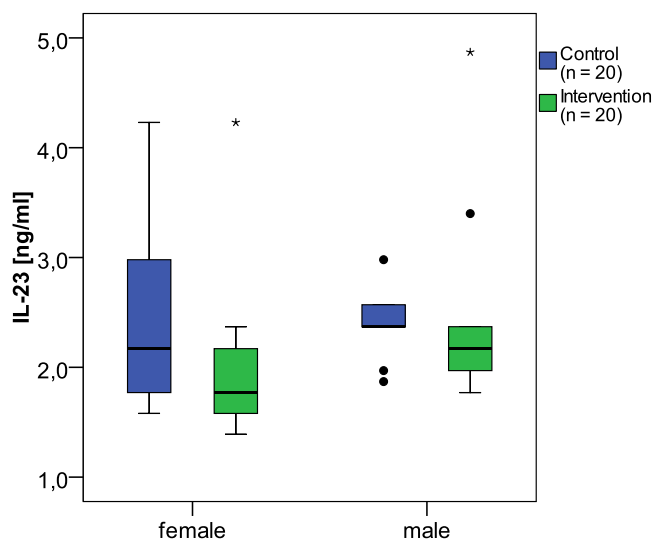 5,0
4,0
3,0
2,0
1,0
IL-23 [ng/ml]
female
male
Control
(n = 20)
Intervention
(n = 20)